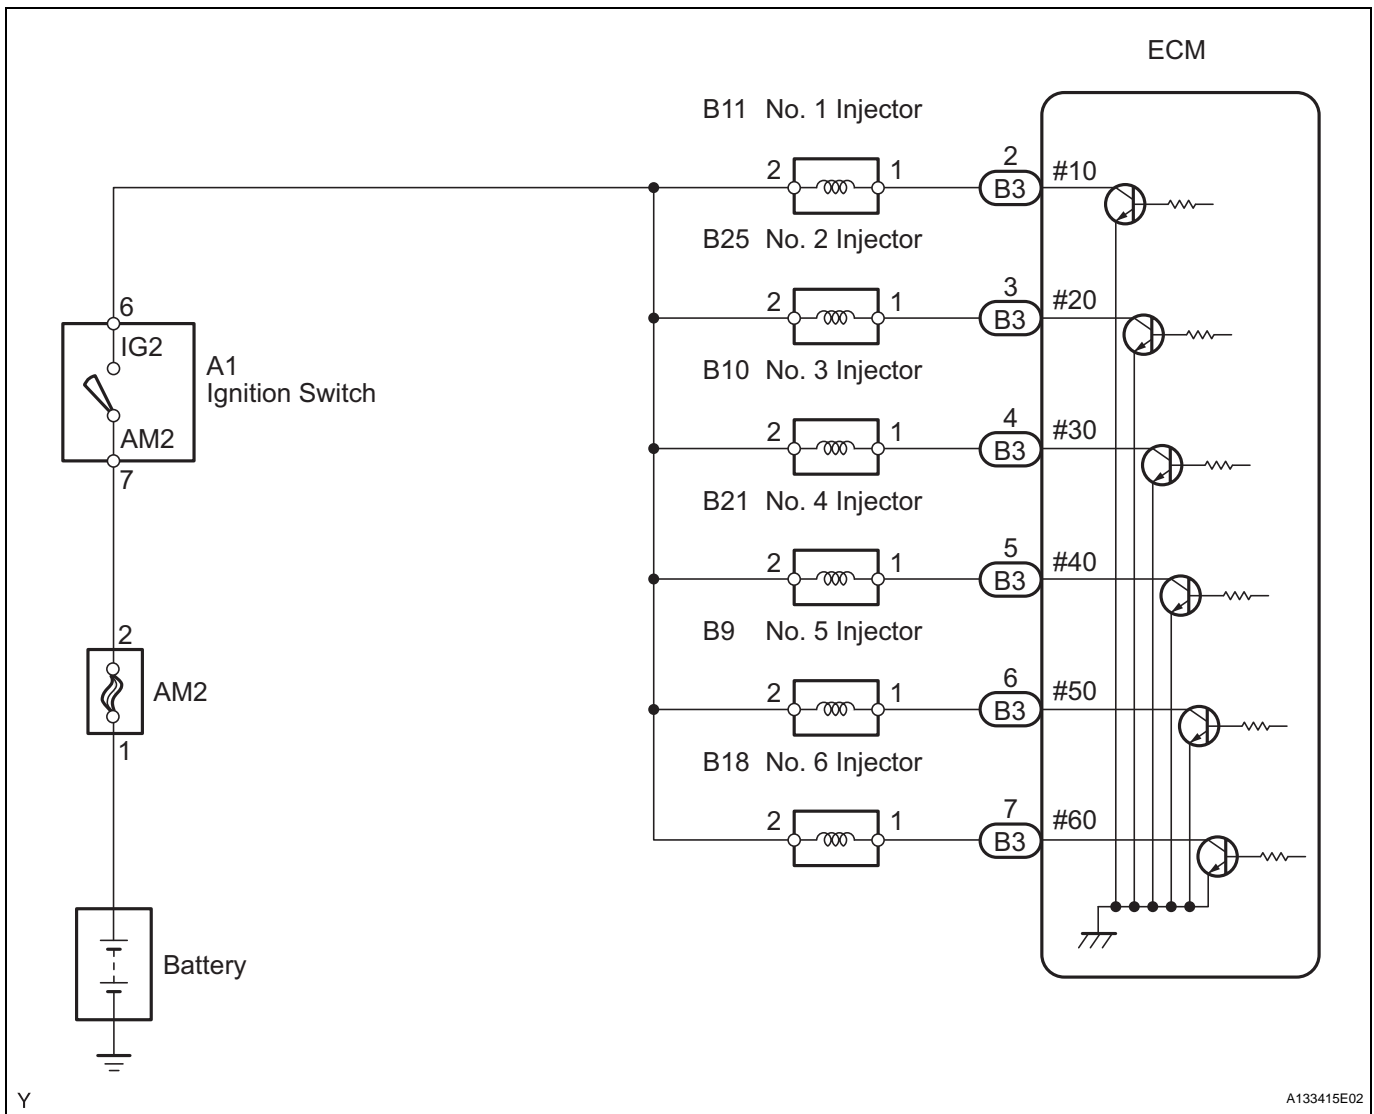 ECM
B11 No. 1 Injector
2 1 2 B3 #10
B25 No. 2 Injector
2 1 3 B3 #20
B10 No. 3 Injector
2 1 4 B3 #30
B21 No. 4 Injector
2 1 5 B3 #40
B9 No. 5 Injector
2 1 6 B3 #50
B18 No. 6 Injector
2 1 7 B3 #60
6
IG2
A1
Ignition Switch
AM2
7
2
AM2
1
Battery
Y
A133415E02